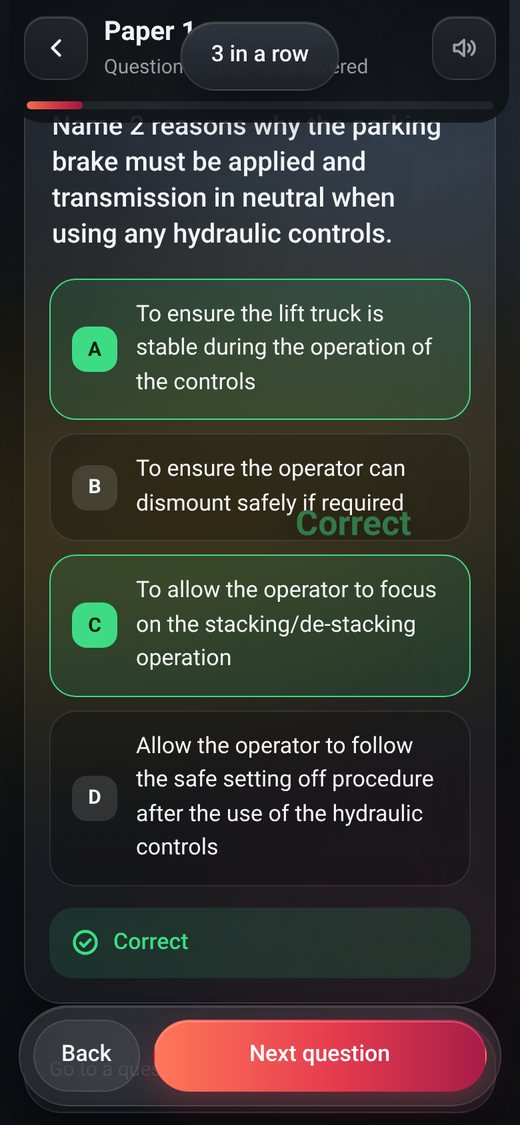 Paper 1
3 in a row
Question
ered
Name 2 reasons why the parking
brake must be applied and
transmission in neutral when
using any hydraulic controls.
A
To ensure the lift truck is
stable during the operation of
the controls
B
To ensure the operator can
dismount safely if required
Correct
C
To allow the operator to focus
on the stacking/de-stacking
operation
D
Allow the operator to follow
the safe setting off procedure
after the use of the hydraulic
controls
Correct
Back
Next question
Go to a ques